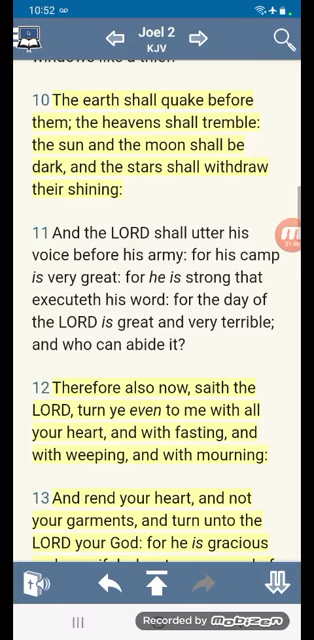 10:52
Joel 2
KJV
windows like a thief.
10 The earth shall quake before
them; the heavens shall tremble:
the sun and the moon shall be
dark, and the stars shall withdraw
their shining:
11 And the LORD shall utter his
voice before his army: for his camp
is very great: for he is strong that
executeth his word: for the day of
the LORD is great and very terrible;
and who can abide it?
12 Therefore also now, saith the
LORD, turn ye even to me with all
your heart, and with fasting, and
with weeping, and with mourning:
13 And rend your heart, and not
your garments, and turn unto the
LORD your God: for he is gracious
Recorded by Mobizen